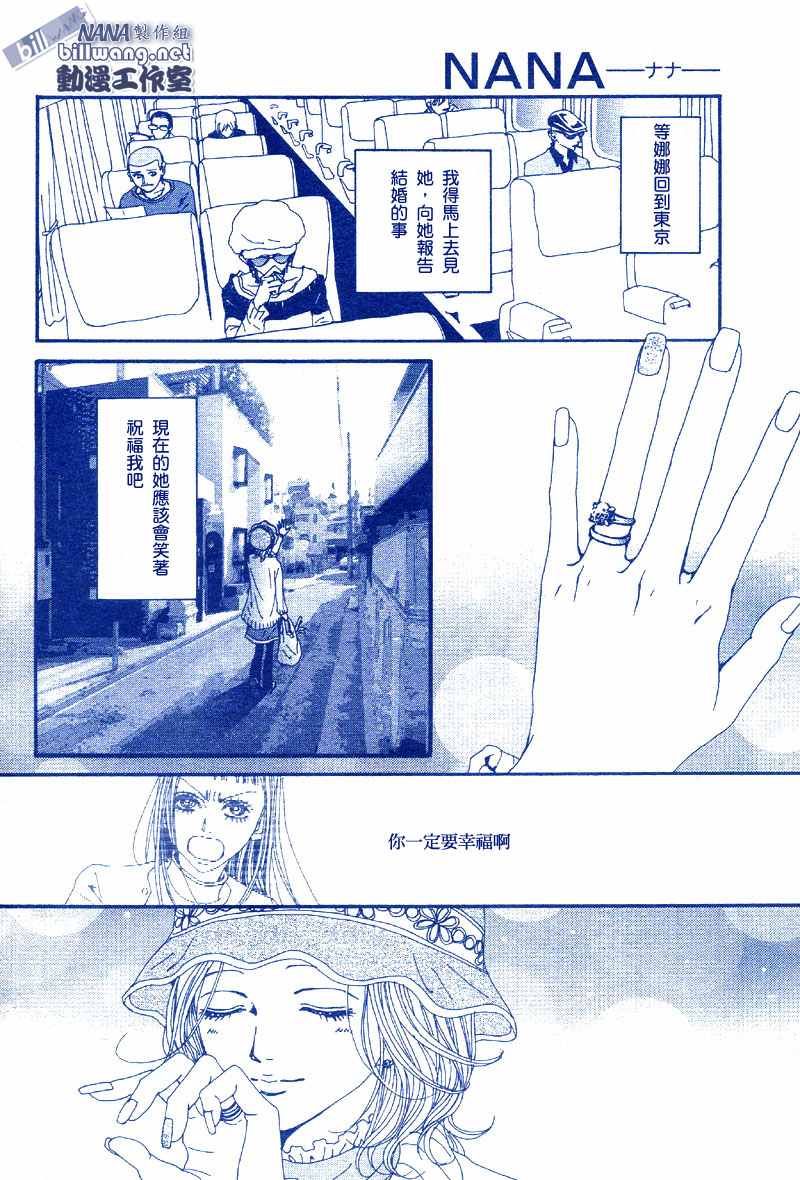 bill wang
NANA製作組
billwang.net
動漫工作室
NANA——ナナ——
等娜娜回到東京
我得馬上去見
她，向她報告
結婚的事
現在的她應該會笑著
祝福我吧
你一定要幸福啊